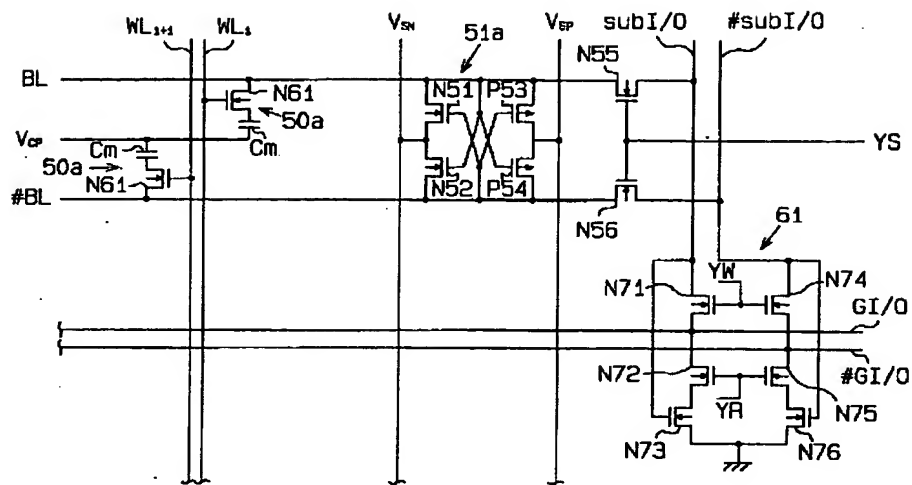 WLi+1 WLi VSN VSP subI/O #subI/O
51a
BL N61 N51 P53 N55
50a
VCP Cm Cm YS
50a N61 N52 P54
#BL N56
61
YW N74
N71 GI/O
#GI/O
N72 YR N75
N73 N76